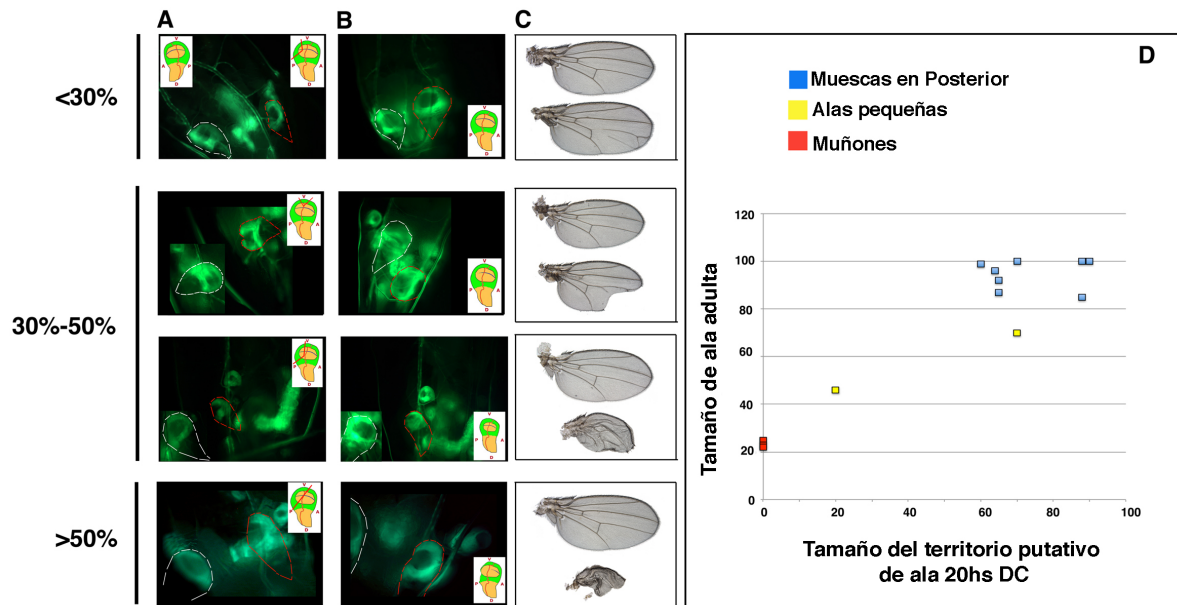 A
B
C
D
<30%
30%-50%
>50%
V
A
P
D
V
A
P
D
V
A
P
D
V
P
A
D
V
P
A
D
V
P
A
D
V
P
A
D
V
P
A
D
V
P
A
D
Muescas en Posterior
Alas pequeñas
Muñones
Tamaño de ala adulta
120
100
80
60
40
20
0
0
20
40
60
80
100
Tamaño del territorio putativo
de ala 20hs DC